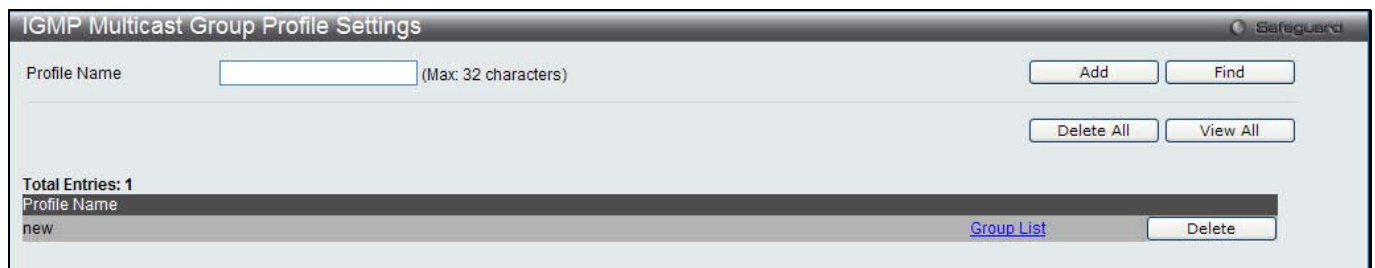 IGMP Multicast Group Profile Settings
Safeguard
Profile Name (Max: 32 characters) Add Find
Delete All View All
Total Entries: 1
Profile Name
new Group List Delete